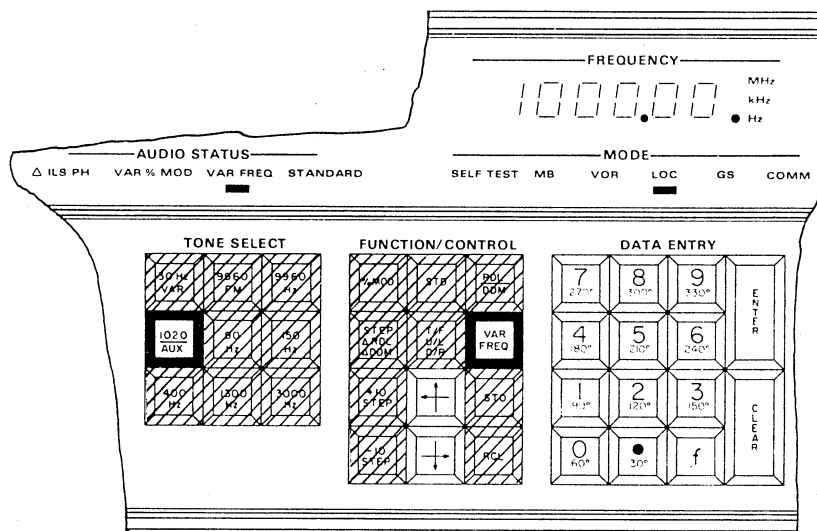 FREQUENCY
1000.00
MHz
kHz
Hz
AUDIO STATUS
MODE
Δ ILS PH VAR % MOD VAR FREQ STANDARD
SELF TEST MB VOR LOC GS COMM
TONE SELECT
30 Hz VAR
9960 FM
9960 Hz
1020 AUX
90 Hz
150 Hz
400 Hz
1300 Hz
3000 Hz
FUNCTION/CONTROL
% MOD
STD
RDL DDM
STEP Δ RDL Δ DDM
T/F U/L D/R
VAR FREQ
+10 STEP
STO
-10 STEP
RCL
DATA ENTRY
7 270°
8 300°
9 330°
ENTER
4 180°
5 210°
6 240°
1 90°
2 120°
3 150°
CLEAR
0 60°
• 30°
.f